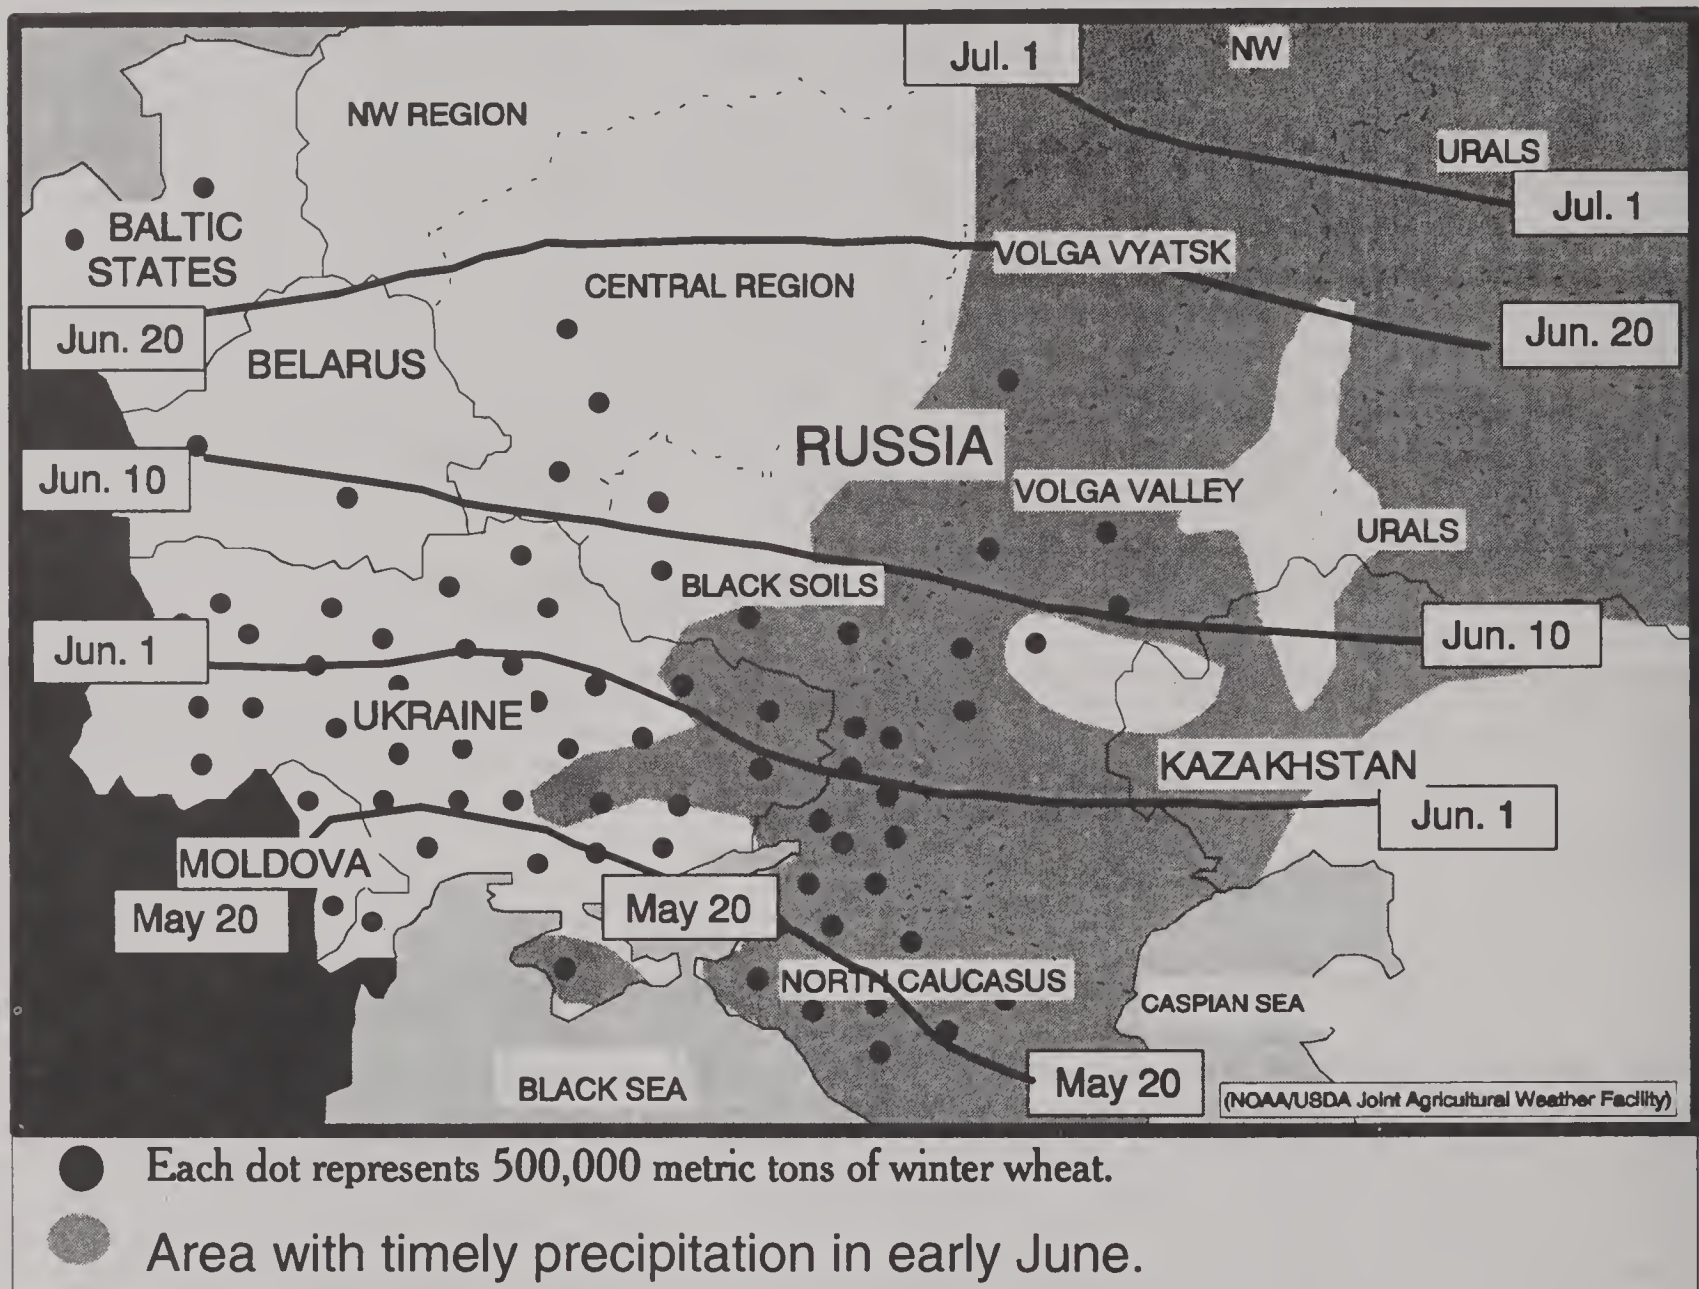 Jul. 1
NW
NW REGION
URALS
Jul. 1
BALTIC
STATES
VOLGA VYATSK
CENTRAL REGION
Jun. 20
Jun. 20
BELARUS
RUSSIA
Jun. 10
VOLGA VALLEY
URALS
BLACK SOILS
Jun. 1
Jun. 10
UKRAINE
KAZAKHSTAN
Jun. 1
MOLDOVA
May 20
May 20
NORTH CAUCASUS
CASPIAN SEA
BLACK SEA
May 20
(NOAA/USDA Joint Agricultural Weather Facility)
Each dot represents 500,000 metric tons of winter wheat.
Area with timely precipitation in early June.